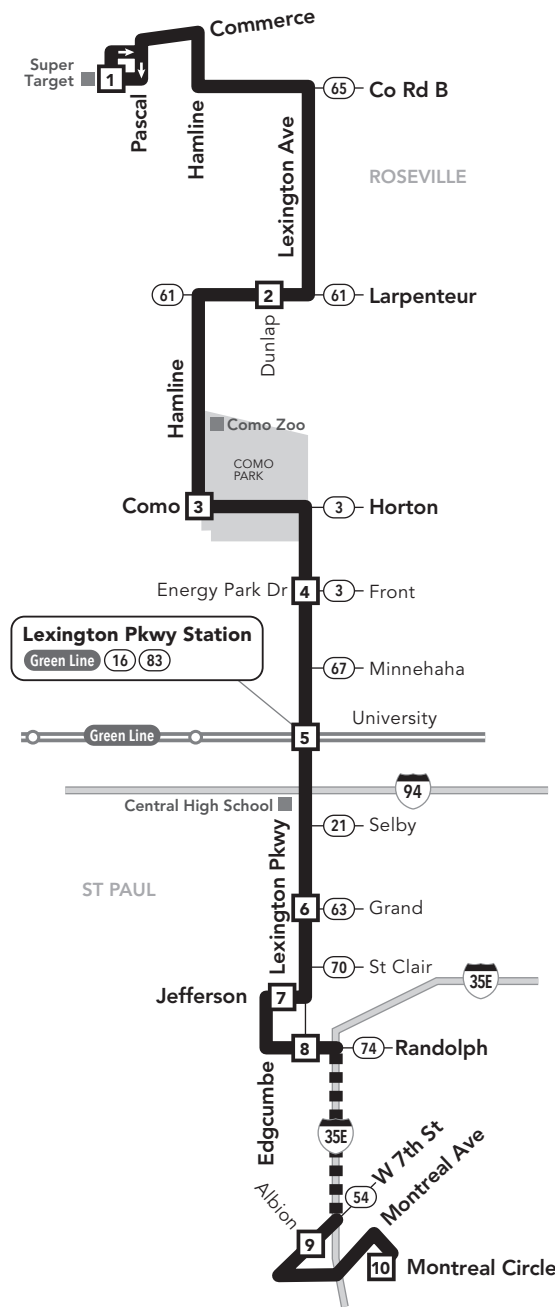 Commerce
Super
Target
1
Pascal
Hamline
65
Co Rd B
Lexington Ave
ROSEVILLE
61
2
61
Larpenteur
Dunlap
Hamline
Como Zoo
COMO
PARK
Como
3
3
Horton
Energy Park Dr
4
3
Front
Lexington Pkwy Station
Green Line
16
83
67
Minnehaha
University
Green Line
5
94
Central High School
21
Selby
Lexington Pkwy
ST PAUL
6
63
Grand
70
St Clair
35E
Jefferson
7
8
74
Randolph
Edgcumbe
35E
W 7th St
54
Montreal Ave
Albion
9
10
Montreal Circle